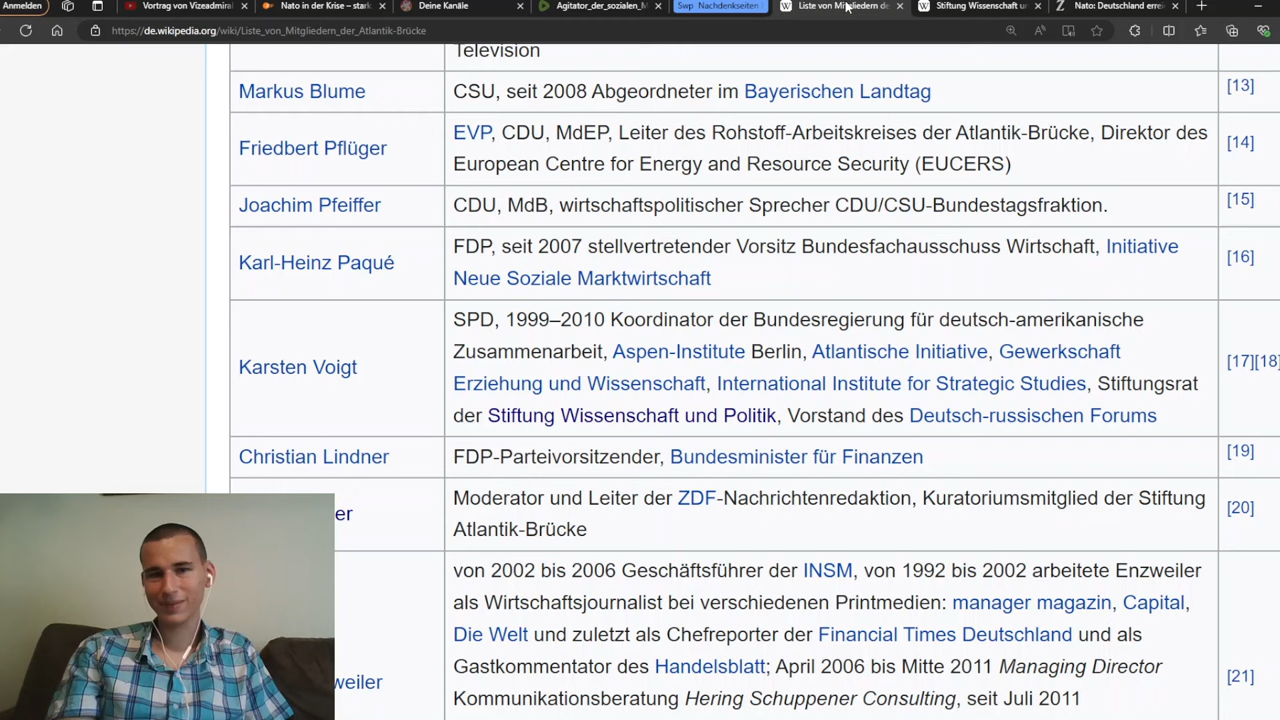 Anmelden
Vortrag von Vizeadmiral
Nato in der Krise – stark
Deine Kanäle
Agitator_der_sozialen_M
Swp Nachdenkseiten
Liste von Mitgliedern de
Stiftung Wissenschaft u
Nato: Deutschland errei
https://de.wikipedia.org/wiki/Liste_von_Mitgliedern_der_Atlantik-Brücke
Television
Markus Blume
CSU, seit 2008 Abgeordneter im Bayerischen Landtag
[13]
Friedbert Pflüger
EVP, CDU, MdEP, Leiter des Rohstoff-Arbeitskreises der Atlantik-Brücke, Direktor des
European Centre for Energy and Resource Security (EUCERS)
[14]
Joachim Pfeiffer
CDU, MdB, wirtschaftspolitischer Sprecher CDU/CSU-Bundestagsfraktion.
[15]
Karl-Heinz Paqué
FDP, seit 2007 stellvertretender Vorsitz Bundesfachausschuss Wirtschaft, Initiative
Neue Soziale Marktwirtschaft
[16]
Karsten Voigt
SPD, 1999–2010 Koordinator der Bundesregierung für deutsch-amerikanische
Zusammenarbeit, Aspen-Institute Berlin, Atlantische Initiative, Gewerkschaft
Erziehung und Wissenschaft, International Institute for Strategic Studies, Stiftungsrat
der Stiftung Wissenschaft und Politik, Vorstand des Deutsch-russischen Forums
[17][18]
Christian Lindner
FDP-Parteivorsitzender, Bundesminister für Finanzen
[19]
er
Moderator und Leiter der ZDF-Nachrichtenredaktion, Kuratoriumsmitglied der Stiftung
Atlantik-Brücke
[20]
weiler
von 2002 bis 2006 Geschäftsführer der INSM, von 1992 bis 2002 arbeitete Enzweiler
als Wirtschaftsjournalist bei verschiedenen Printmedien: manager magazin, Capital,
Die Welt und zuletzt als Chefreporter der Financial Times Deutschland und als
Gastkommentator des Handelsblatt; April 2006 bis Mitte 2011 Managing Director
Kommunikationsberatung Hering Schuppener Consulting, seit Juli 2011
[21]